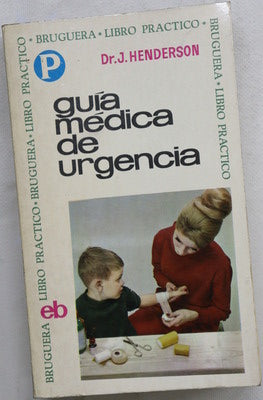 BRUGUERA • LIBRO PRACTICO •
BRUGUERA • LIBRO PRACTICO
BRUGUERA • LIBRO PRACTICO • BRUGUERA • LIBRO PRACTICO •
P
Dr. J. HENDERSON
guía
médica
de
urgencia
eb